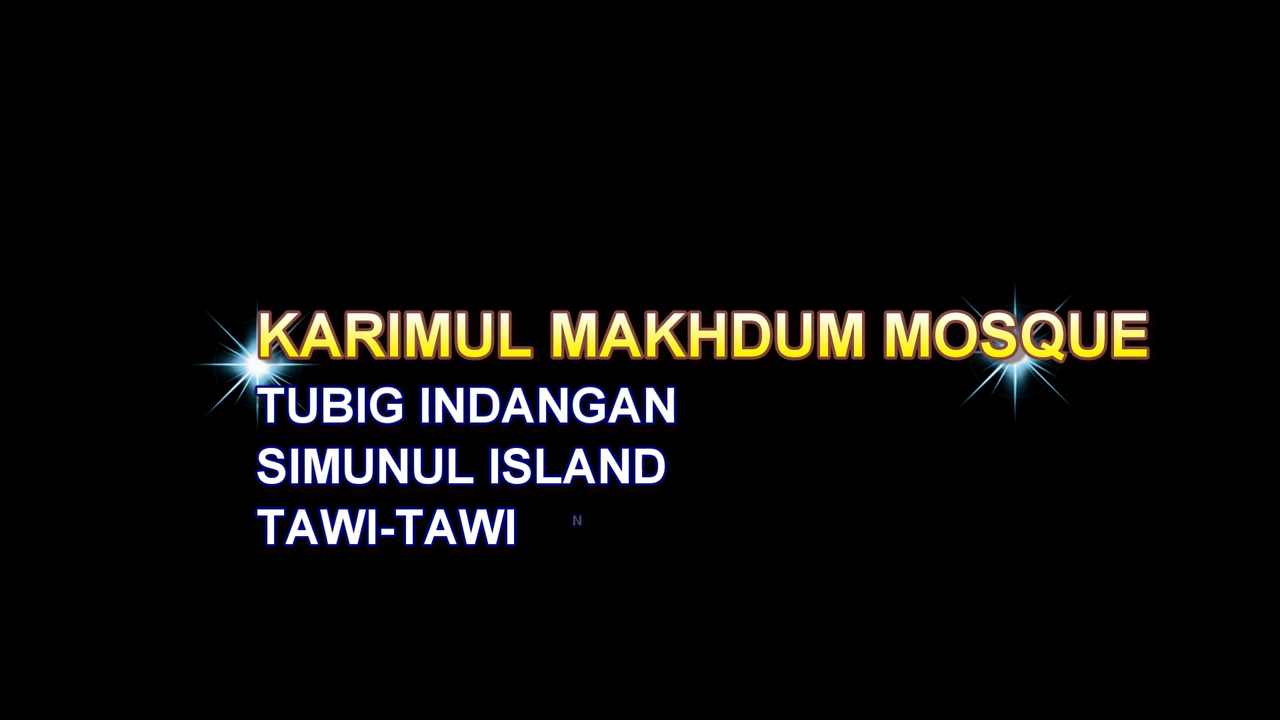 KARIMUL MAKHDUM MOSQUE
TUBIG INDANGAN
SIMUNUL ISLAND
TAWI-TAWI N